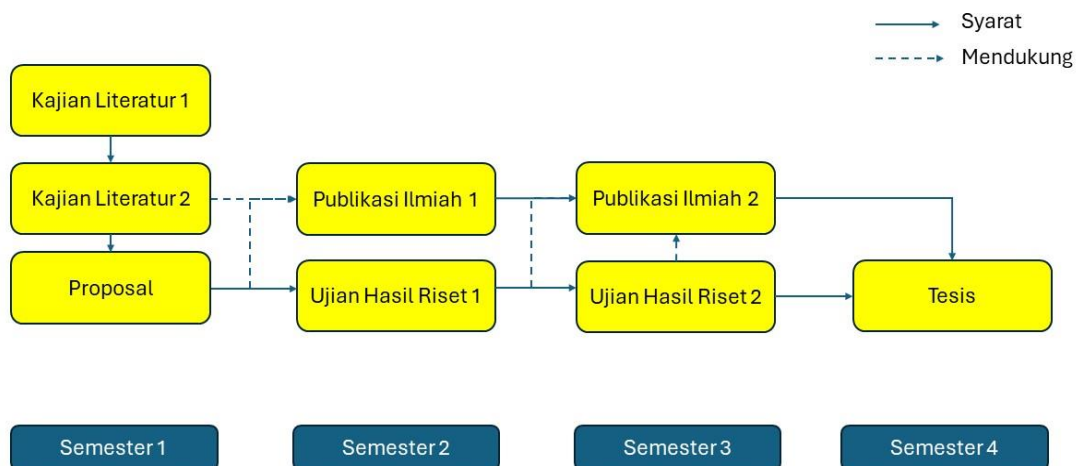 Syarat
Mendukung
Kajian Literatur 1
Kajian Literatur 2
Publikasi Ilmiah 1
Publikasi Ilmiah 2
Proposal
Ujian Hasil Riset 1
Ujian Hasil Riset 2
Tesis
Semester 1
Semester 2
Semester 3
Semester 4